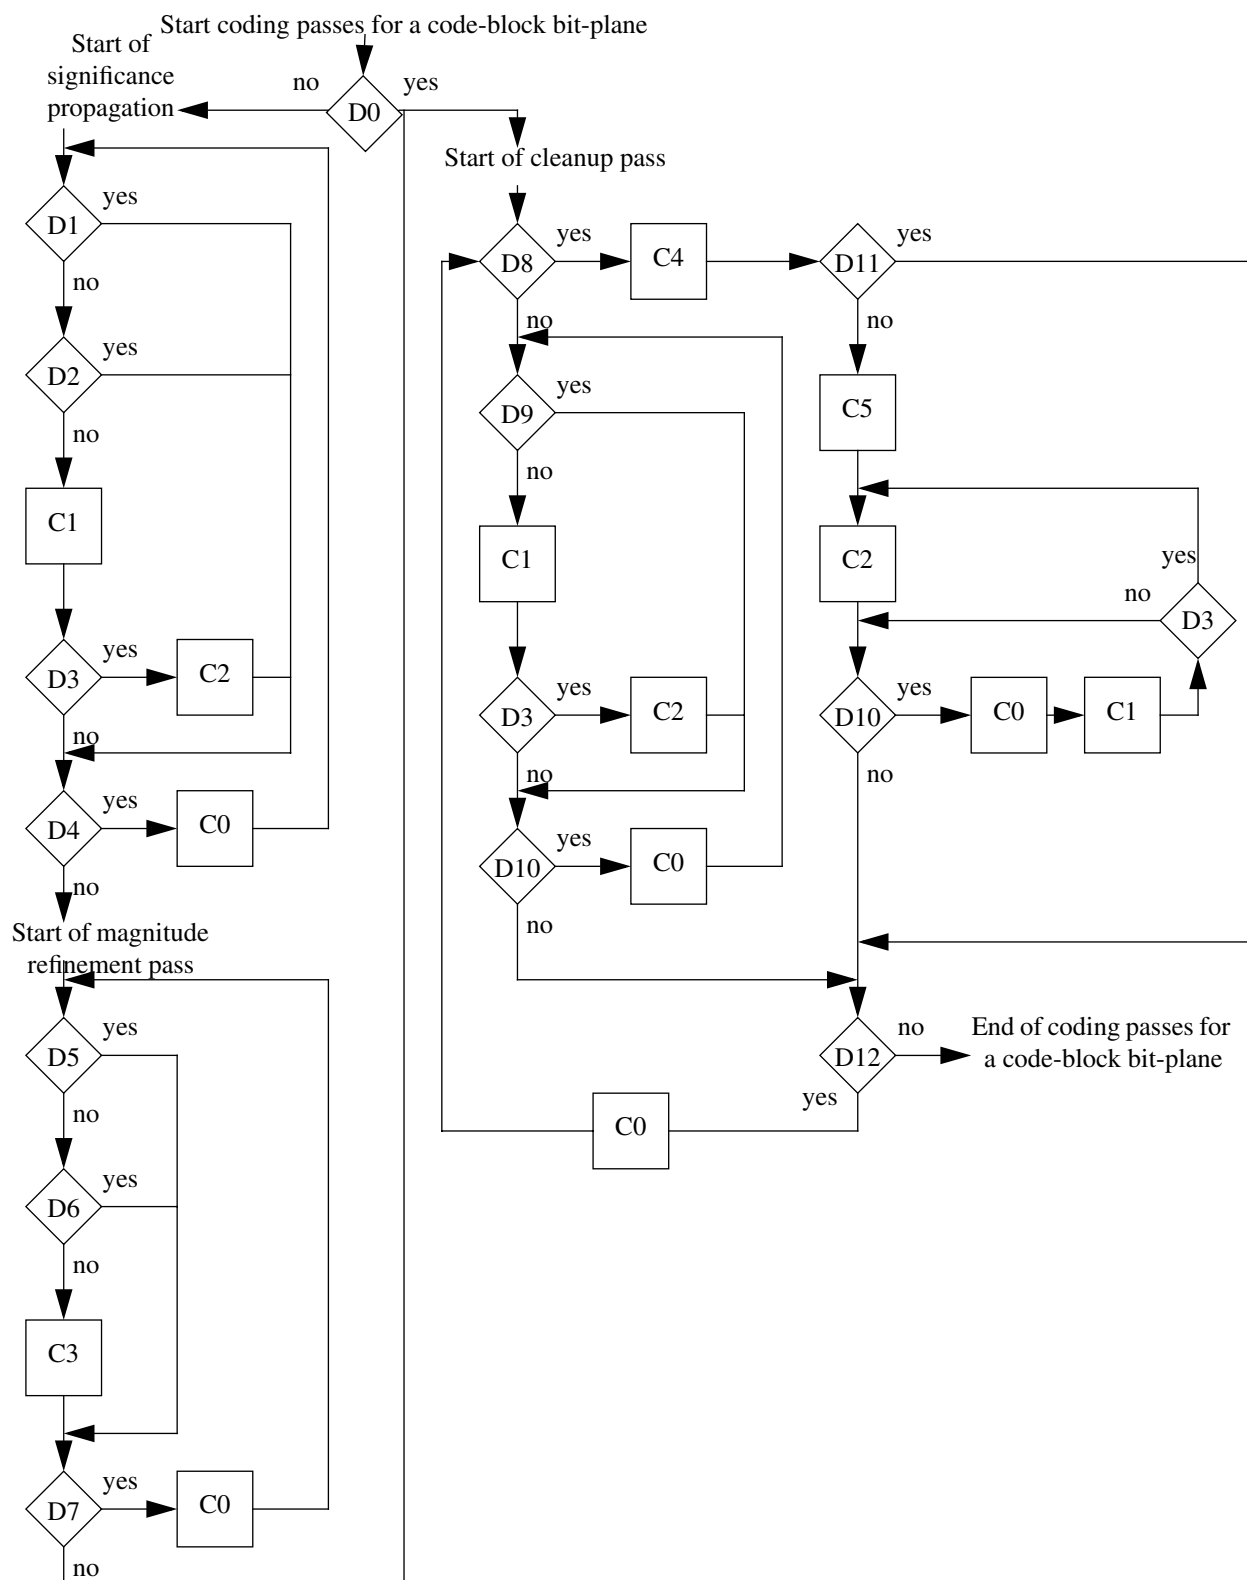 Start coding passes for a code-block bit-plane
Start of
significance
propagation
no
D0
yes
D1
yes
no
D2
yes
no
C1
D3
yes
C2
no
D4
yes
C0
no
Start of magnitude
refinement pass
D5
yes
no
D6
yes
no
C3
D7
yes
C0
no
Start of cleanup pass
D8
yes
C4
D11
yes
no
no
D9
yes
no
C1
D3
yes
C2
no
D10
yes
C0
no
C5
C2
yes
no
D3
D10
yes
C0
C1
no
D12
no
End of coding passes for
a code-block bit-plane
yes
C0